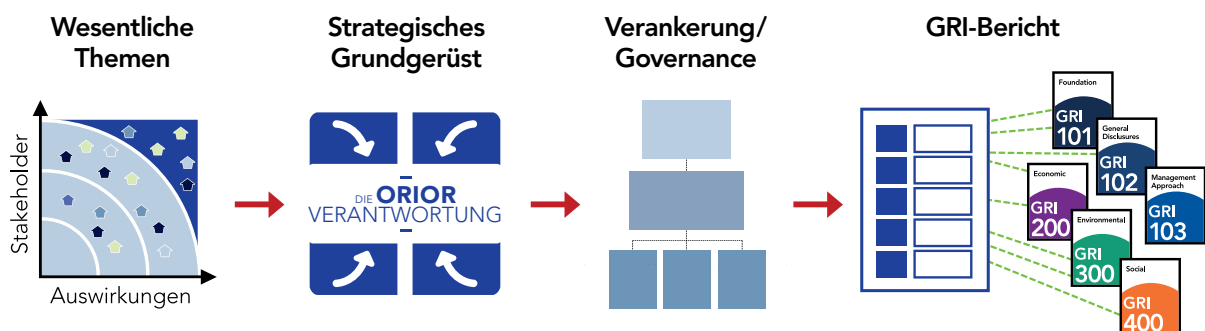 Wesentliche
Themen
Strategisches
Grundgerüst
Verankerung/
Governance
GRI-Bericht
Stakeholder
Auswirkungen
DIE ORIOR
VERANTWORTUNG
Foundation
GRI
101
General
Disclusures
GRI
102
Management
Approach
GRI
103
Economic
GRI
200
Environmental
GRI
300
Social
GRI
400